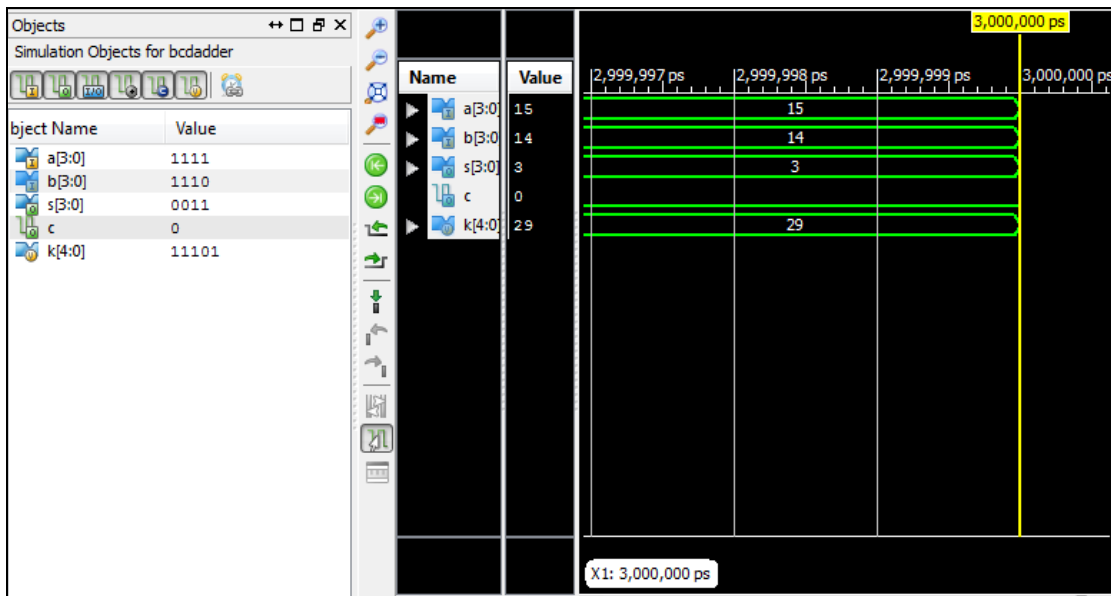 Objects
Simulation Objects for bcdadder
I/O
bject Name Value
a[3:0] 1111
b[3:0] 1110
s[3:0] 0011
c 0
k[4:0] 11101
3,000,000 ps
Name Value
2,999,997 ps 2,999,998 ps 2,999,999 ps 3,000,000 ps
a[3:0] 15 15
b[3:0 14 14
s[3:0] 3 3
c 0
k[4:0] 29 29
X1: 3,000,000 ps